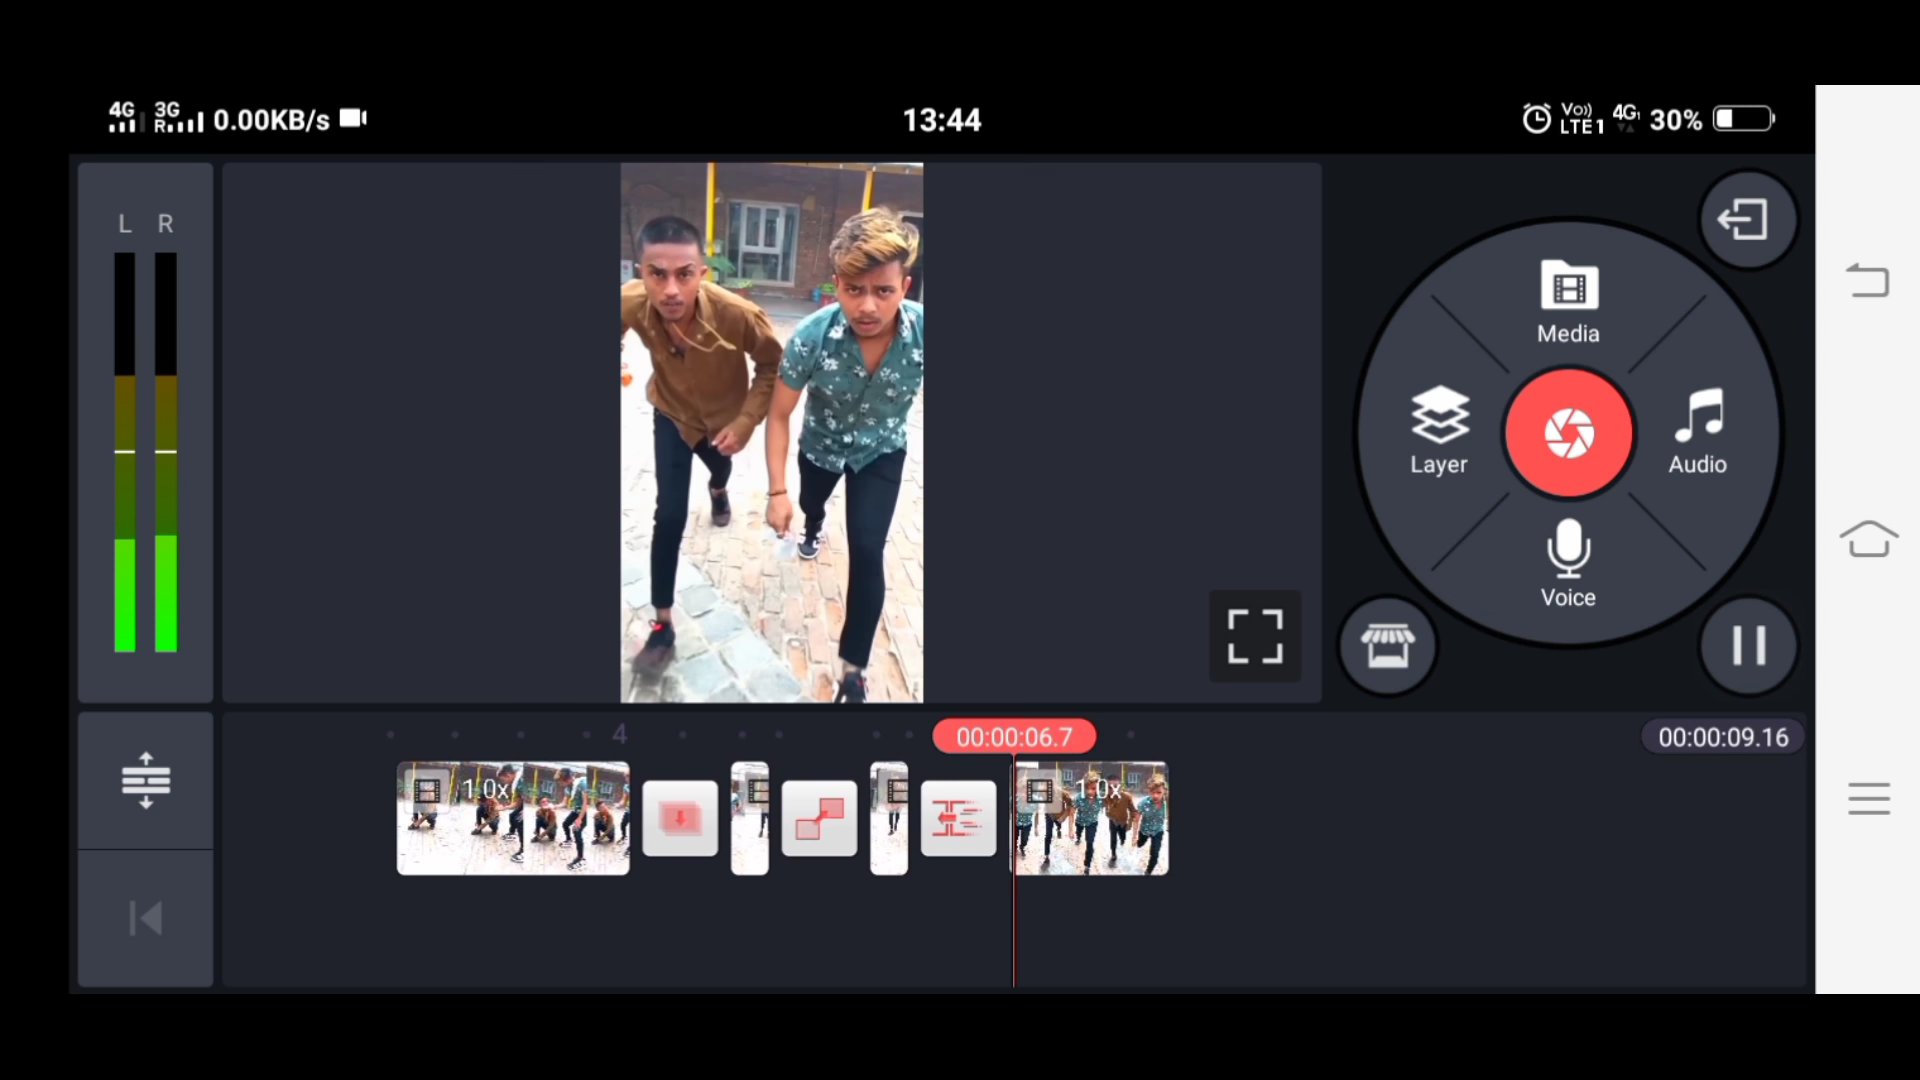 4G 3G R 0.00KB/s
13:44
Vo)) LTE1 4G1 30%
L R
Media
Layer
Audio
Voice
4
00:00:06.7
00:00:09.16
1.0x
1.0x